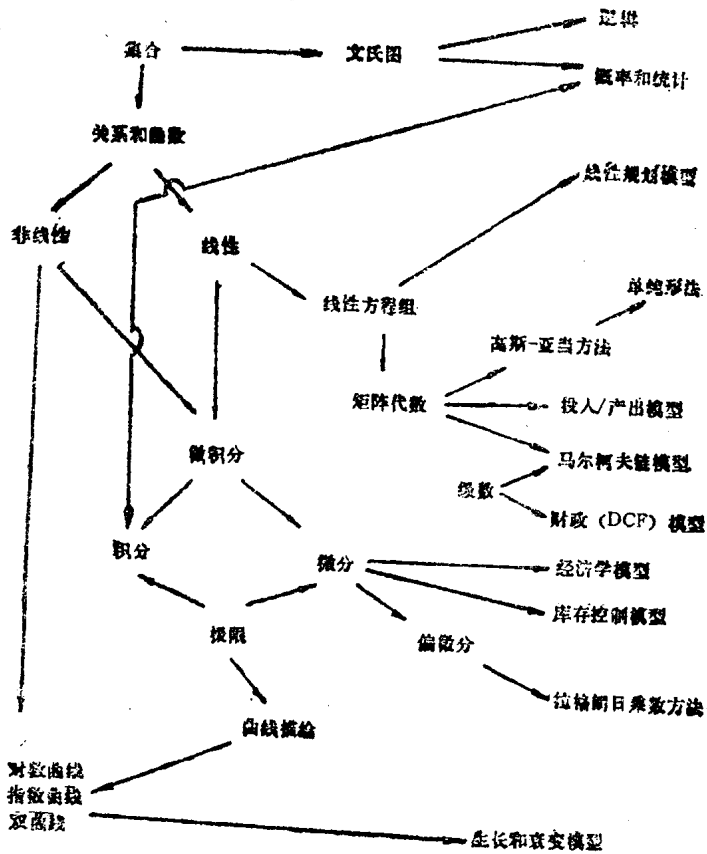 逻辑
集合
文氏图
概率和统计
关系和函数
线性规划模型
非线性
线性
单纯形法
线性方程组
高斯-亚当方法
矩阵代数
投入/产出模型
微积分
马尔柯夫链模型
级数
财政（DCF）模型
积分
微分
经济学模型
库存控制模型
极限
偏微分
拉格朗日乘数方法
曲线描绘
对数曲线
指数曲线
双曲线
生长和衰变模型